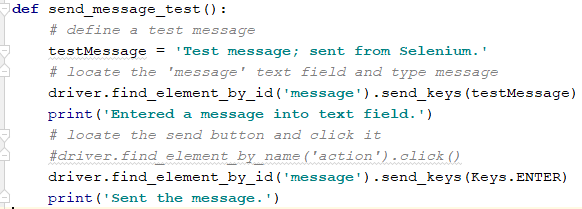 def send_message_test():
# define a test message
testMessage = 'Test message; sent from Selenium.'
# locate the 'message' text field and type message
driver.find_element_by_id('message').send_keys(testMessage)
print('Entered a message into text field.')
# locate the send button and click it
#driver.find_element_by_name('action').click()
driver.find_element_by_id('message').send_keys(Keys.ENTER)
print('Sent the message.')